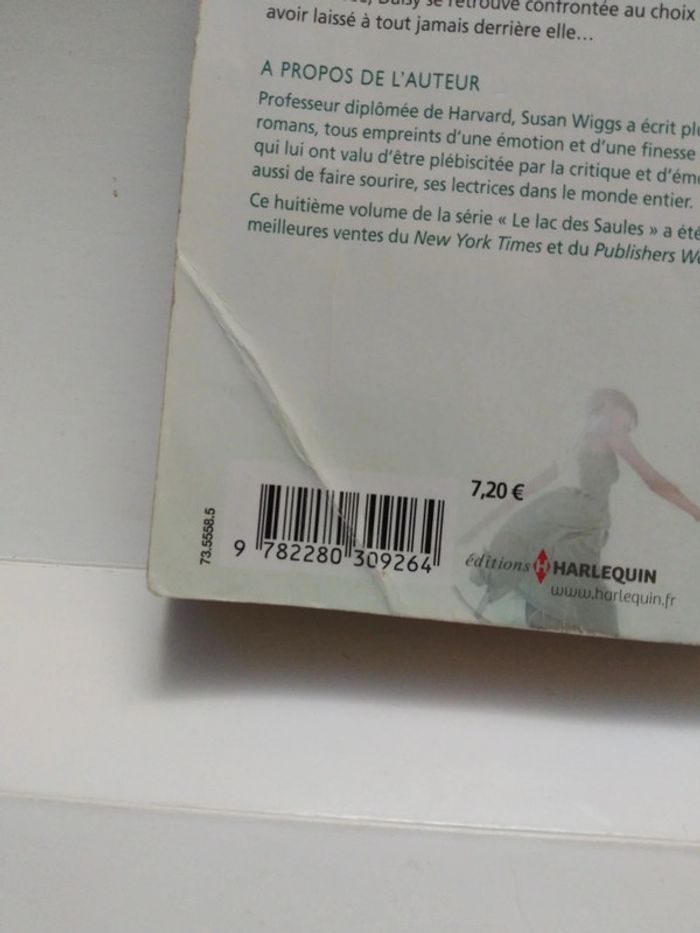 Daisy se retrouve confrontée au choix
avoir laissé à tout jamais derrière elle...
A PROPOS DE L'AUTEUR
Professeur diplômée de Harvard, Susan Wiggs a écrit
romans, tous empreints d'une émotion et d'une finesse
qui lui ont valu d'être plébiscitée par la critique et
aussi de faire sourire, ses lectrices dans le monde entier.
Ce huitième volume de la série « Le lac des Saules » a été
meilleures ventes du New York Times et du Publishers
7,20 €
73.5558.5
9 782280 309264
éditions HARLEQUIN
www.harlequin.fr